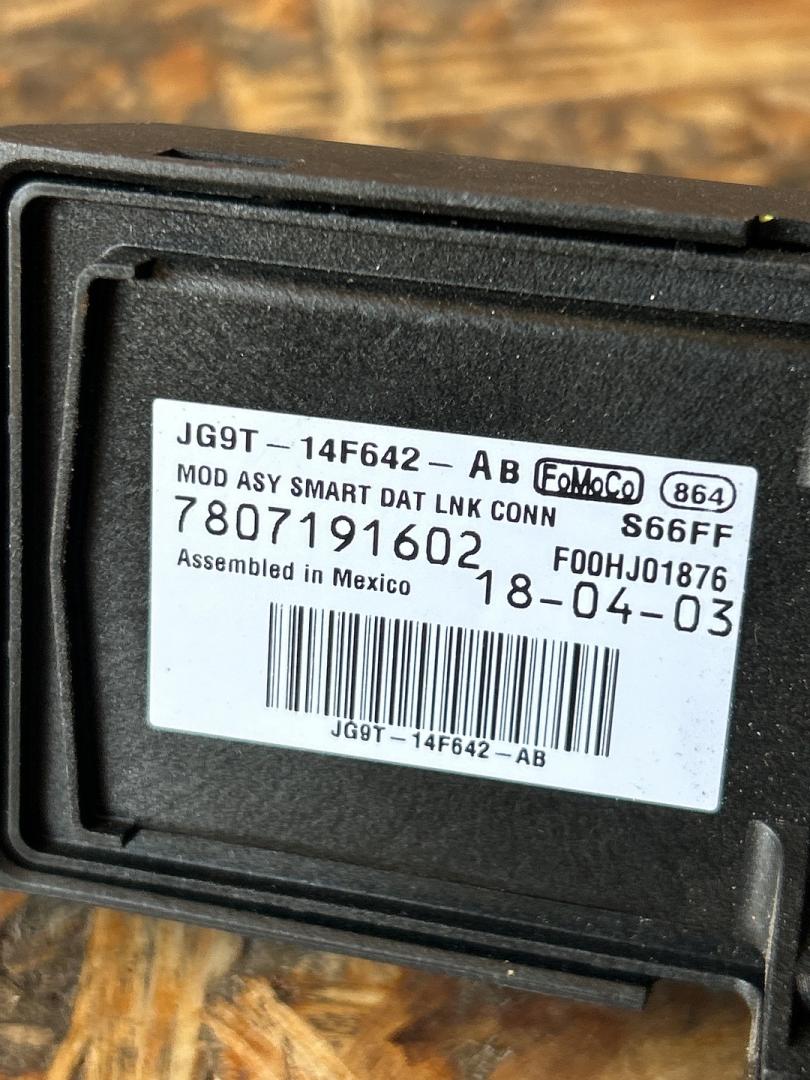 JG9T-14F642-AB FoMoCo 864
MOD ASY SMART DAT LNK CONN S66FF
7807191602 F00HJ01876
Assembled in Mexico 18-04-03
JG9T-14F642-AB